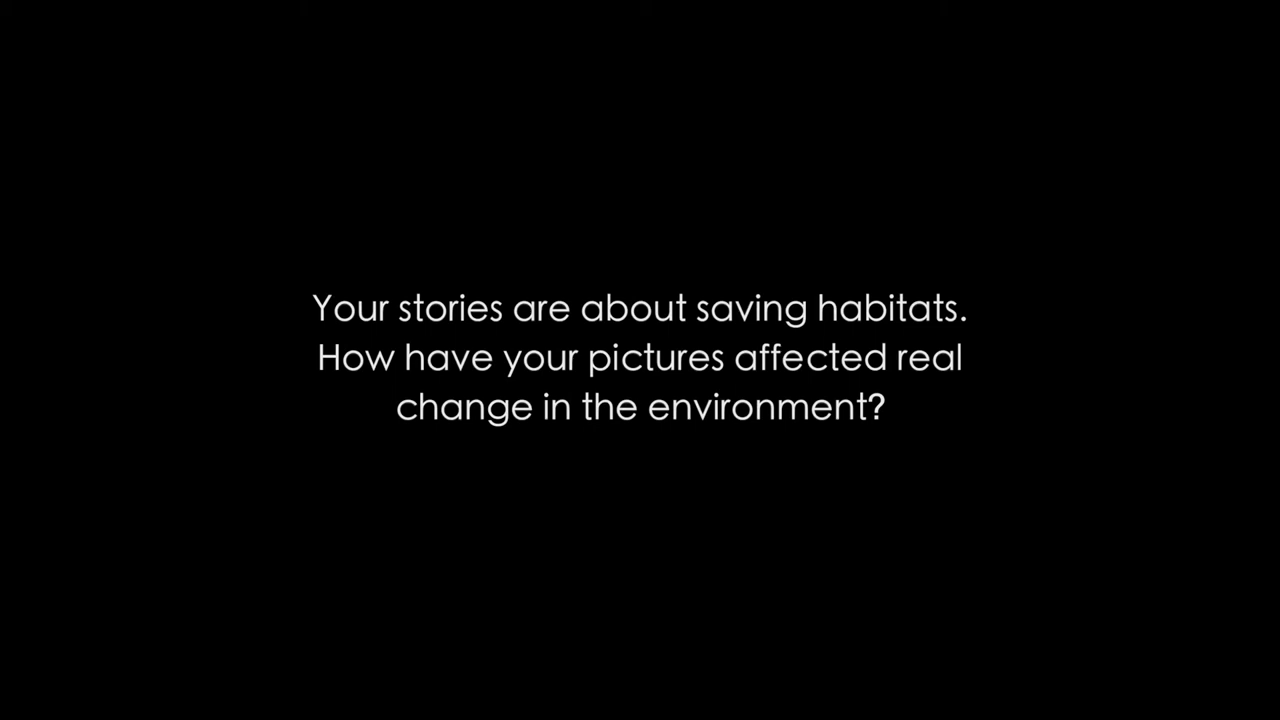 Your stories are about saving habitats.
How have your pictures affected real
change in the environment?